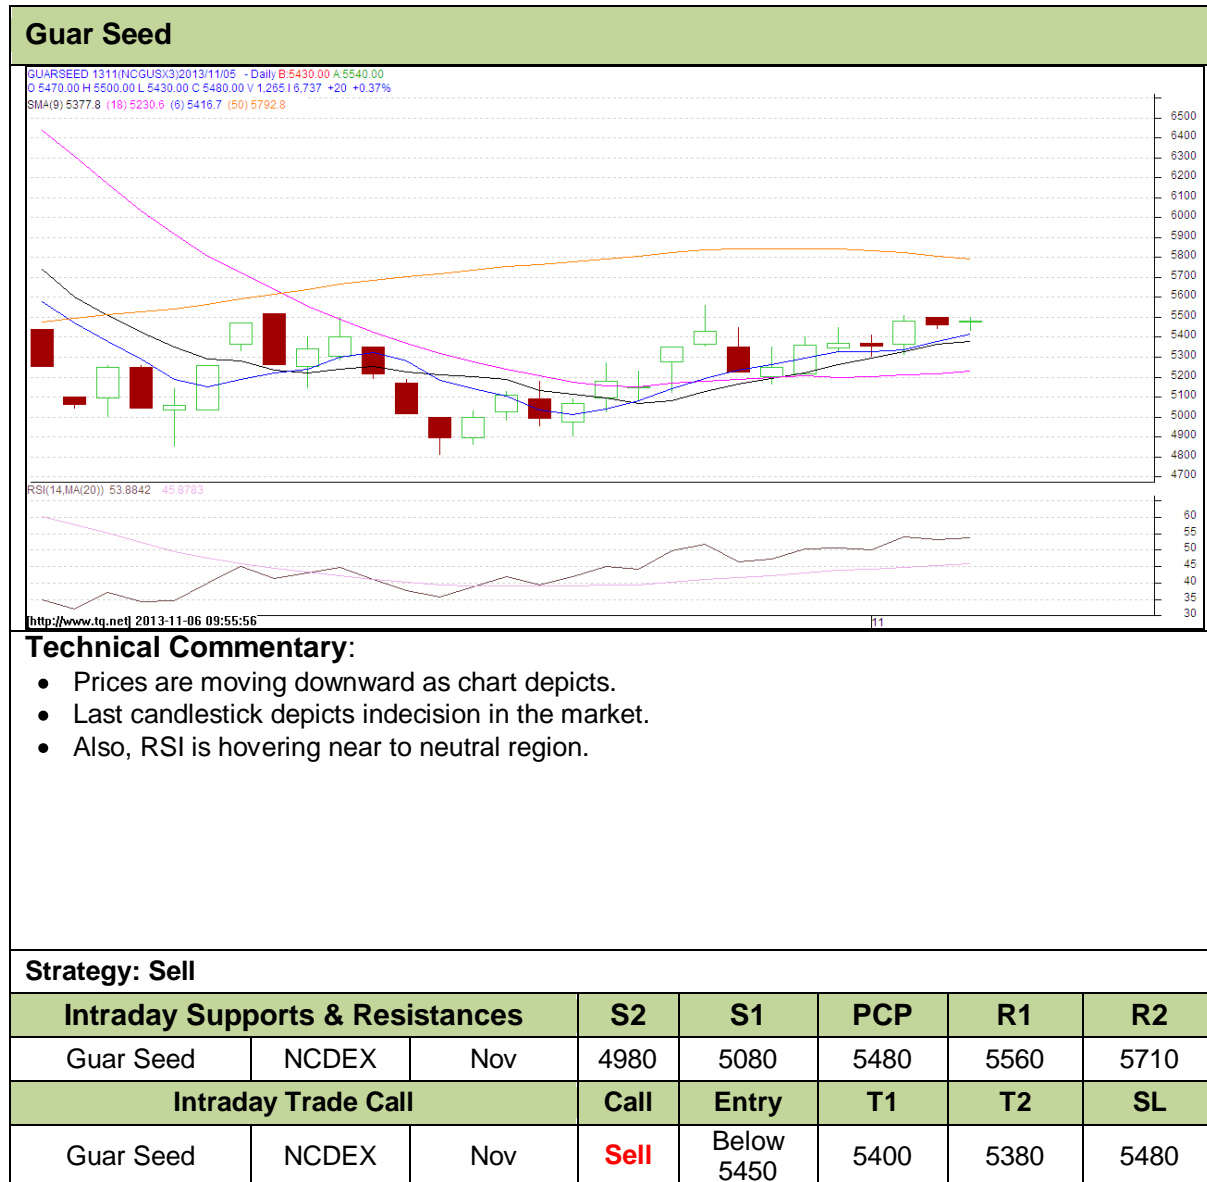 Guar Seed
GUARSEED 1311(NCGUSX3)2013/11/05 - Daily B:5430.00 A:5540.00
O 5470.00 H 5500.00 L 5430.00 C 5480.00 V 1,265 I 6,737 +20 +0.37%
SMA(9) 5377.8 (18) 5230.6 (6) 5416.7 (50) 5792.8
6500
6400
6300
6200
6100
6000
5900
5800
5700
5600
5500
5400
5300
5200
5100
5000
4900
4800
4700
RSI(14,MA(20)) 53.8842 45.8783
60
55
50
45
40
35
30
[http://www.tq.net] 2013-11-06 09:55:56
11
Technical Commentary:
• Prices are moving downward as chart depicts.
• Last candlestick depicts indecision in the market.
• Also, RSI is hovering near to neutral region.
Strategy: Sell
Intraday Supports & Resistances S2 S1 PCP R1 R2
Guar Seed NCDEX Nov 4980 5080 5480 5560 5710
Intraday Trade Call Call Entry T1 T2 SL
Guar Seed NCDEX Nov Sell Below 5450 5400 5380 5480